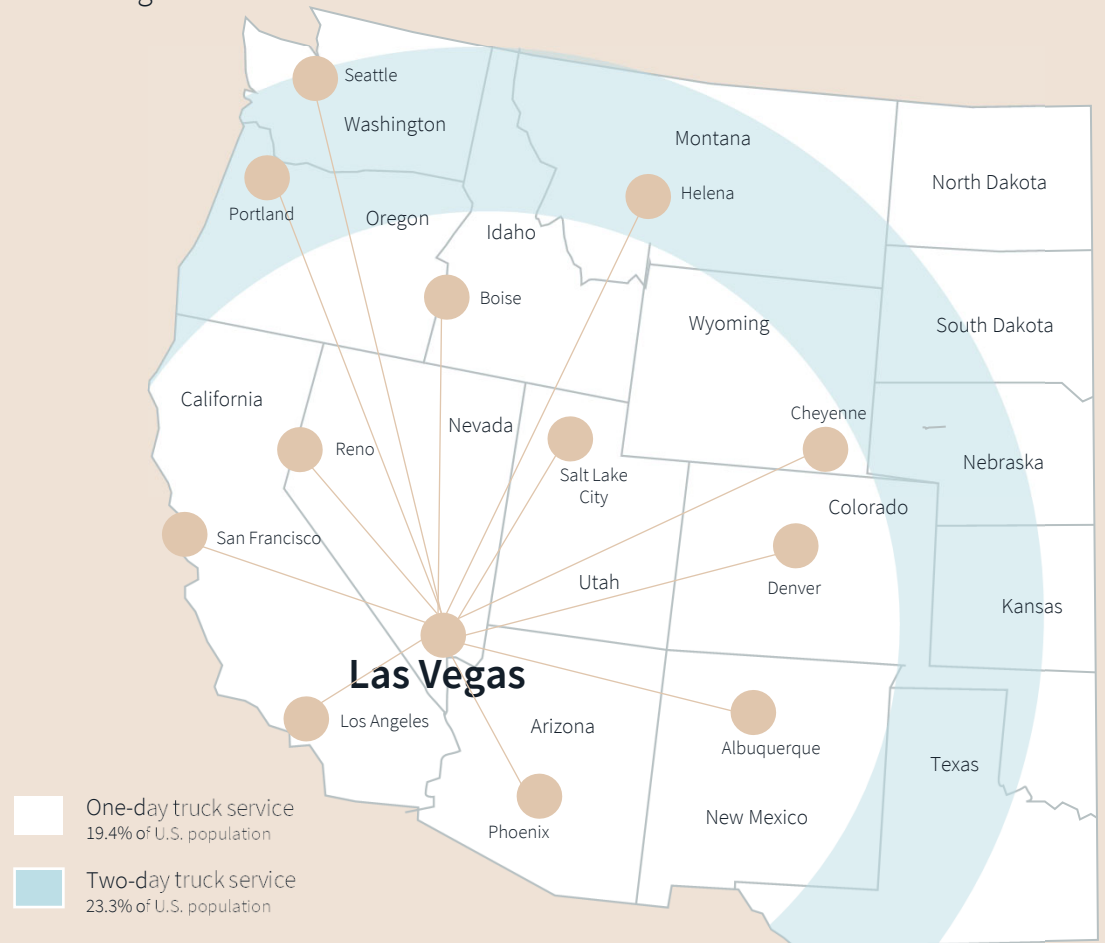 Seattle
Washington
Montana
North Dakota
Helena
Portland
Oregon
Idaho
Boise
Wyoming
South Dakota
California
Cheyenne
Nevada
Reno
Salt Lake
City
Nebraska
Colorado
San Francisco
Utah
Denver
Kansas
Las Vegas
Los Angeles
Arizona
Albuquerque
Texas
New Mexico
Phoenix
One-day truck service
19.4% of U.S. population
Two-day truck service
23.3% of U.S. population